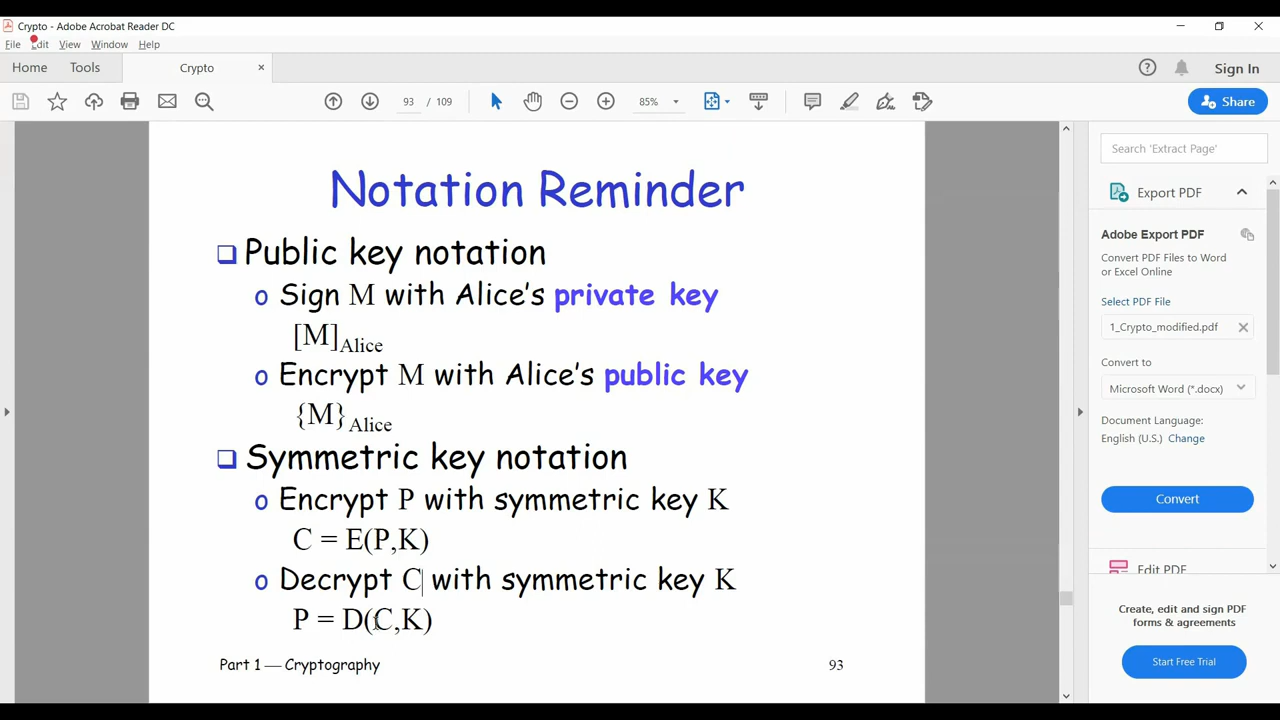 Crypto - Adobe Acrobat Reader DC
File Edit View Window Help
Home Tools Crypto × Sign In
93 / 109 85% Share
Notation Reminder
❑ Public key notation
o Sign M with Alice's private key
[M]Alice
o Encrypt M with Alice's public key
{M}Alice
❑ Symmetric key notation
o Encrypt P with symmetric key K
C = E(P,K)
o Decrypt C with symmetric key K
P = D(C,K)
Part 1 — Cryptography 93
Search 'Extract Page'
Export PDF
Adobe Export PDF
Convert PDF Files to Word
or Excel Online
Select PDF File
1_Crypto_modified.pdf
Convert to
Microsoft Word (*.docx)
Document Language:
English (U.S.) Change
Convert
Edit PDF
Create, edit and sign PDF
forms & agreements
Start Free Trial